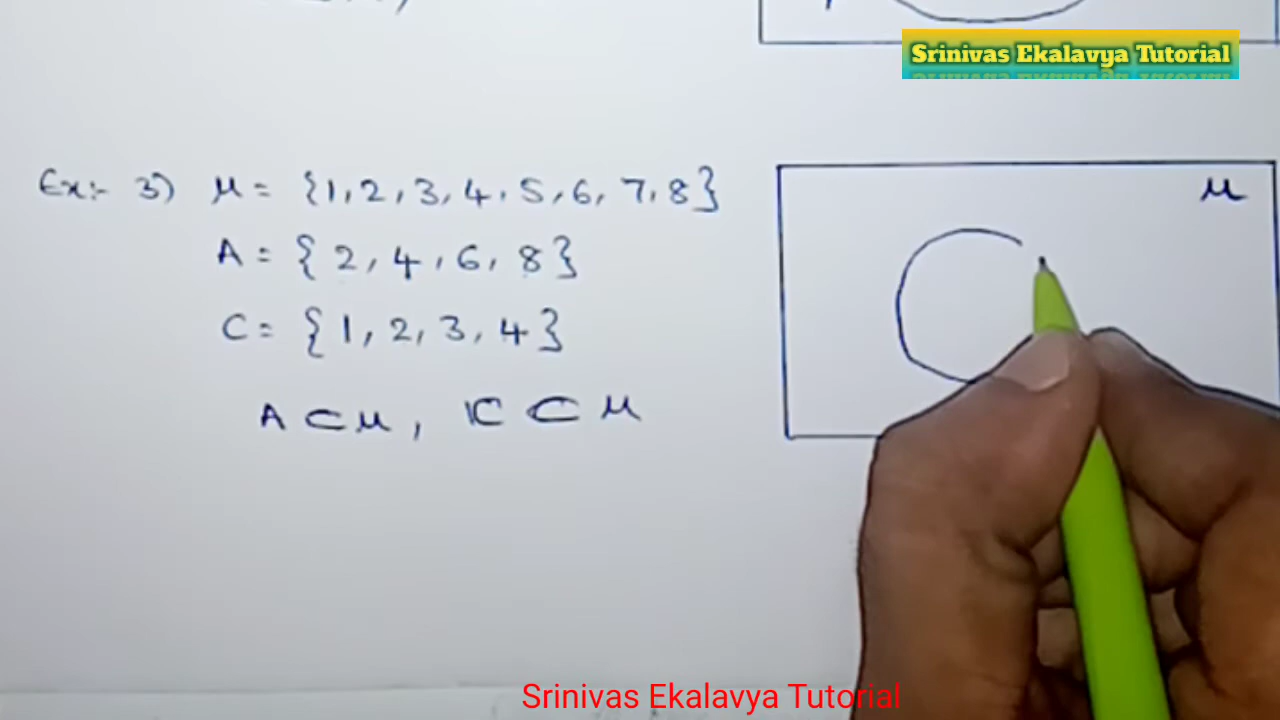 Srinivas Ekalavya Tutorial
Ex:- 3) μ = {1, 2, 3, 4, 5, 6, 7, 8}
μ
A = { 2, 4, 6, 8 }
C = { 1, 2, 3, 4 }
A ⊂ μ , C ⊂ μ
Srinivas Ekalavya Tutorial